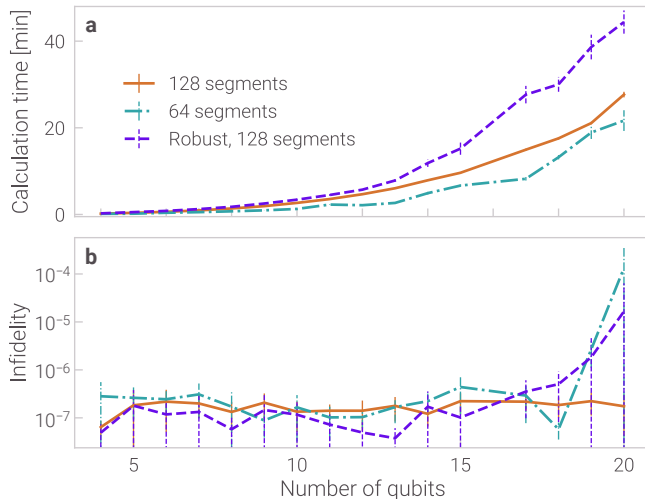 a
Calculation time [min]
40
20
0
128 segments
64 segments
Robust, 128 segments
b
Infidelity
10⁻⁴
10⁻⁵
10⁻⁶
10⁻⁷
5
10
15
20
Number of qubits